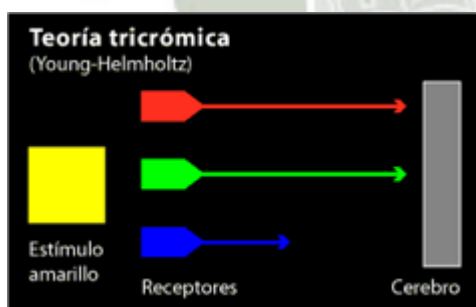 Teoría tricrómica
(Young-Helmholtz)
Estímulo
amarillo
Receptores
Cerebro